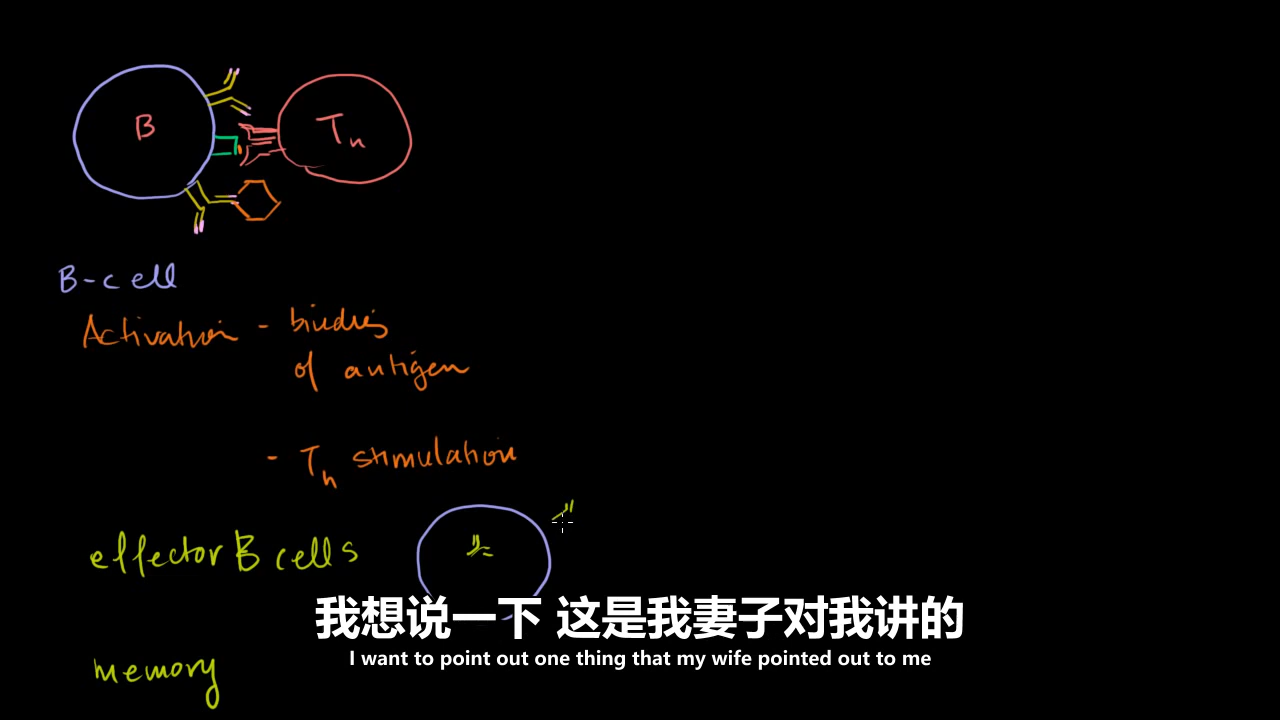 B
Th
B-cell
Activation - binding
of antigen
- Th stimulation
effector B cells
memory
我想说一下 这是我妻子对我讲的
I want to point out one thing that my wife pointed out to me